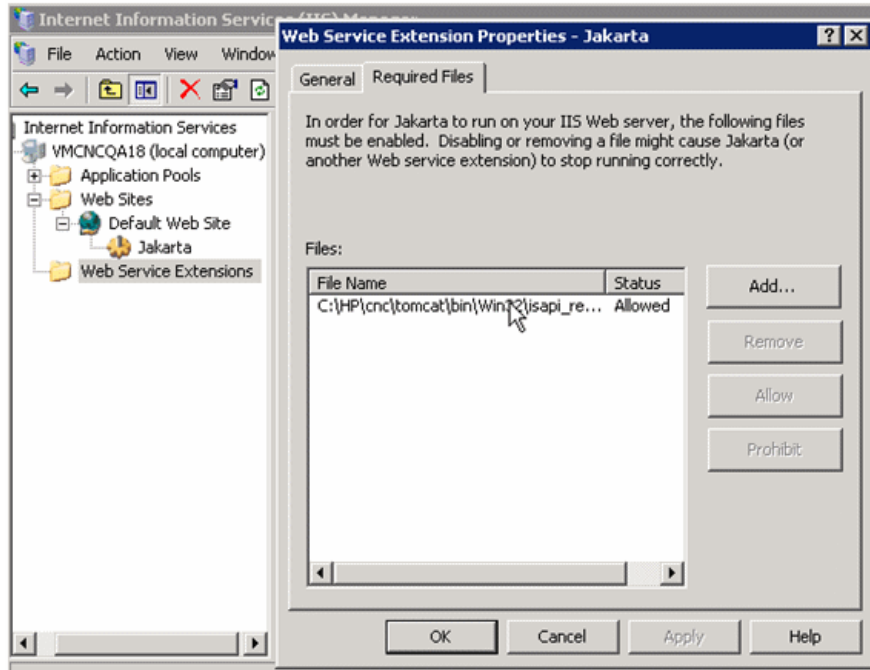 Internet Information Services (IIS) Manager
File Action View Window
Internet Information Services
VMCNCQA18 (local computer)
Application Pools
Web Sites
Default Web Site
Jakarta
Web Service Extensions
Web Service Extension Properties - Jakarta
General Required Files
In order for Jakarta to run on your IIS Web server, the following files
must be enabled. Disabling or removing a file might cause Jakarta (or
another Web service extension) to stop running correctly.
Files:
File Name Status
C:\HP\cnc\tomcat\bin\Win32\isapi_re... Allowed
Add...
Remove
Allow
Prohibit
OK Cancel Apply Help